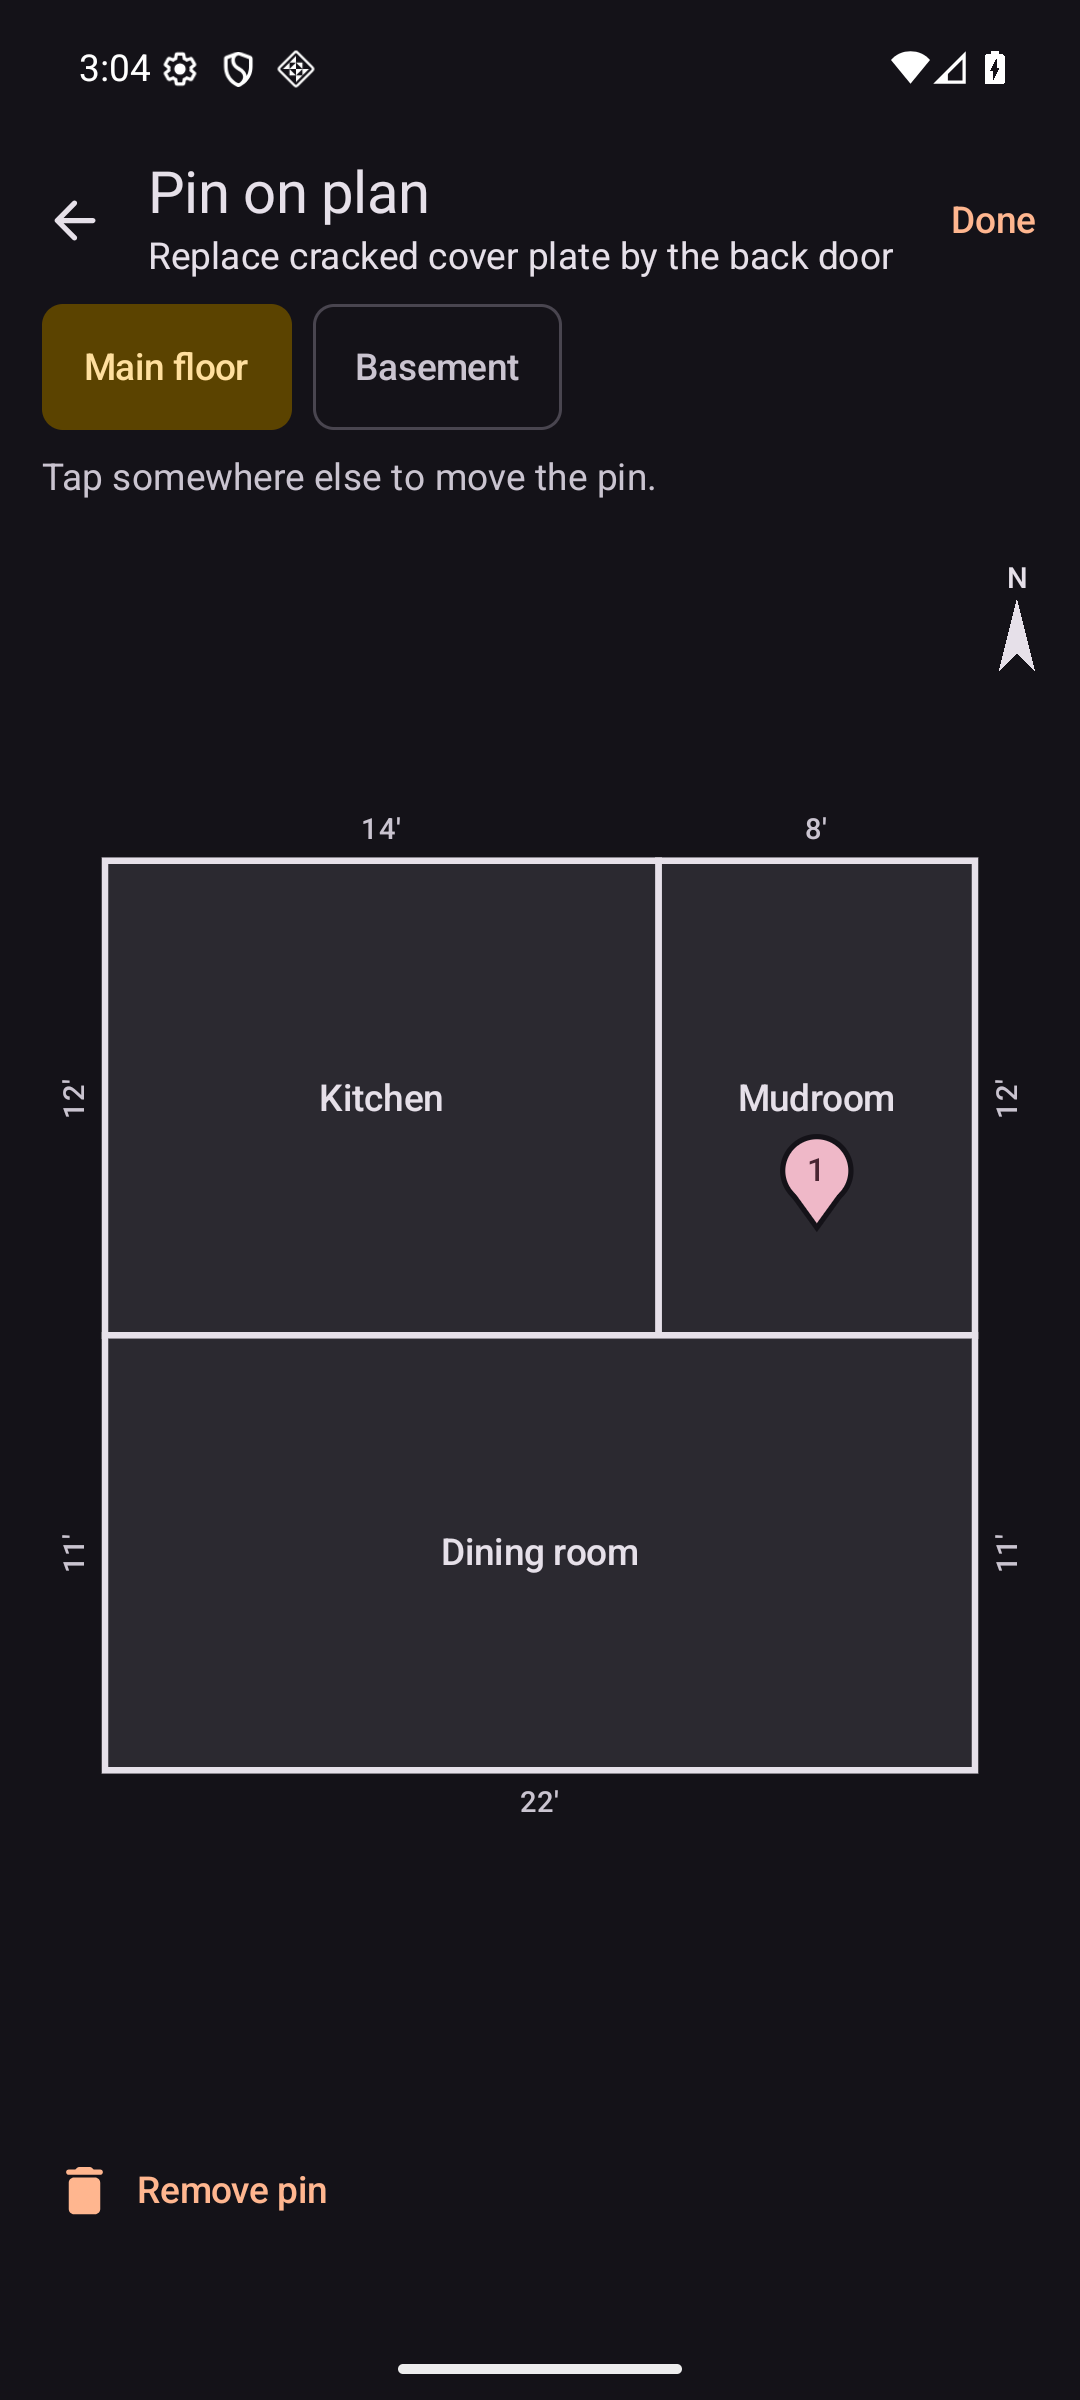 3:04
Pin on plan
Replace cracked cover plate by the back door
Done
Main floor
Basement
Tap somewhere else to move the pin.
N
14'
8'
12'
Kitchen
Mudroom
12'
1
11'
Dining room
11'
22'
Remove pin